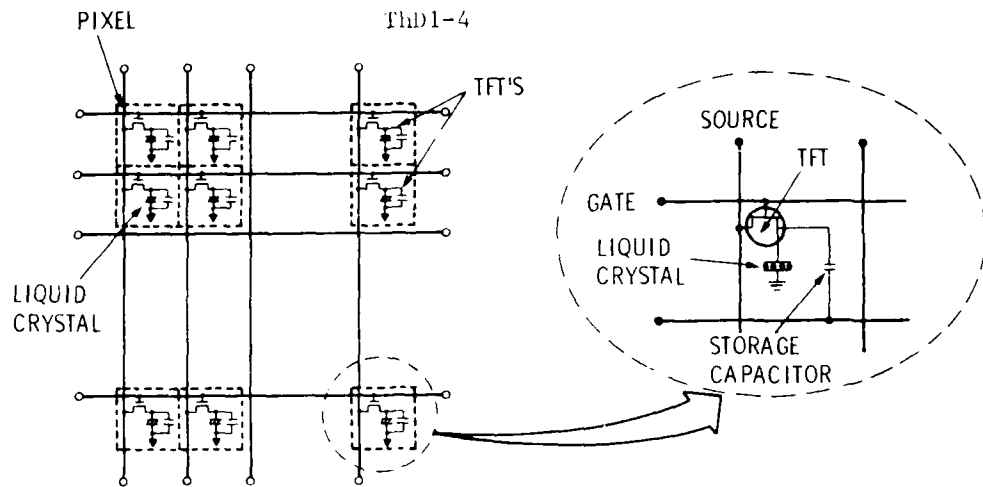 PIXEL
ThD1-4
TFT'S
LIQUID
CRYSTAL
SOURCE
TFT
GATE
LIQUID
CRYSTAL
STORAGE
CAPACITOR